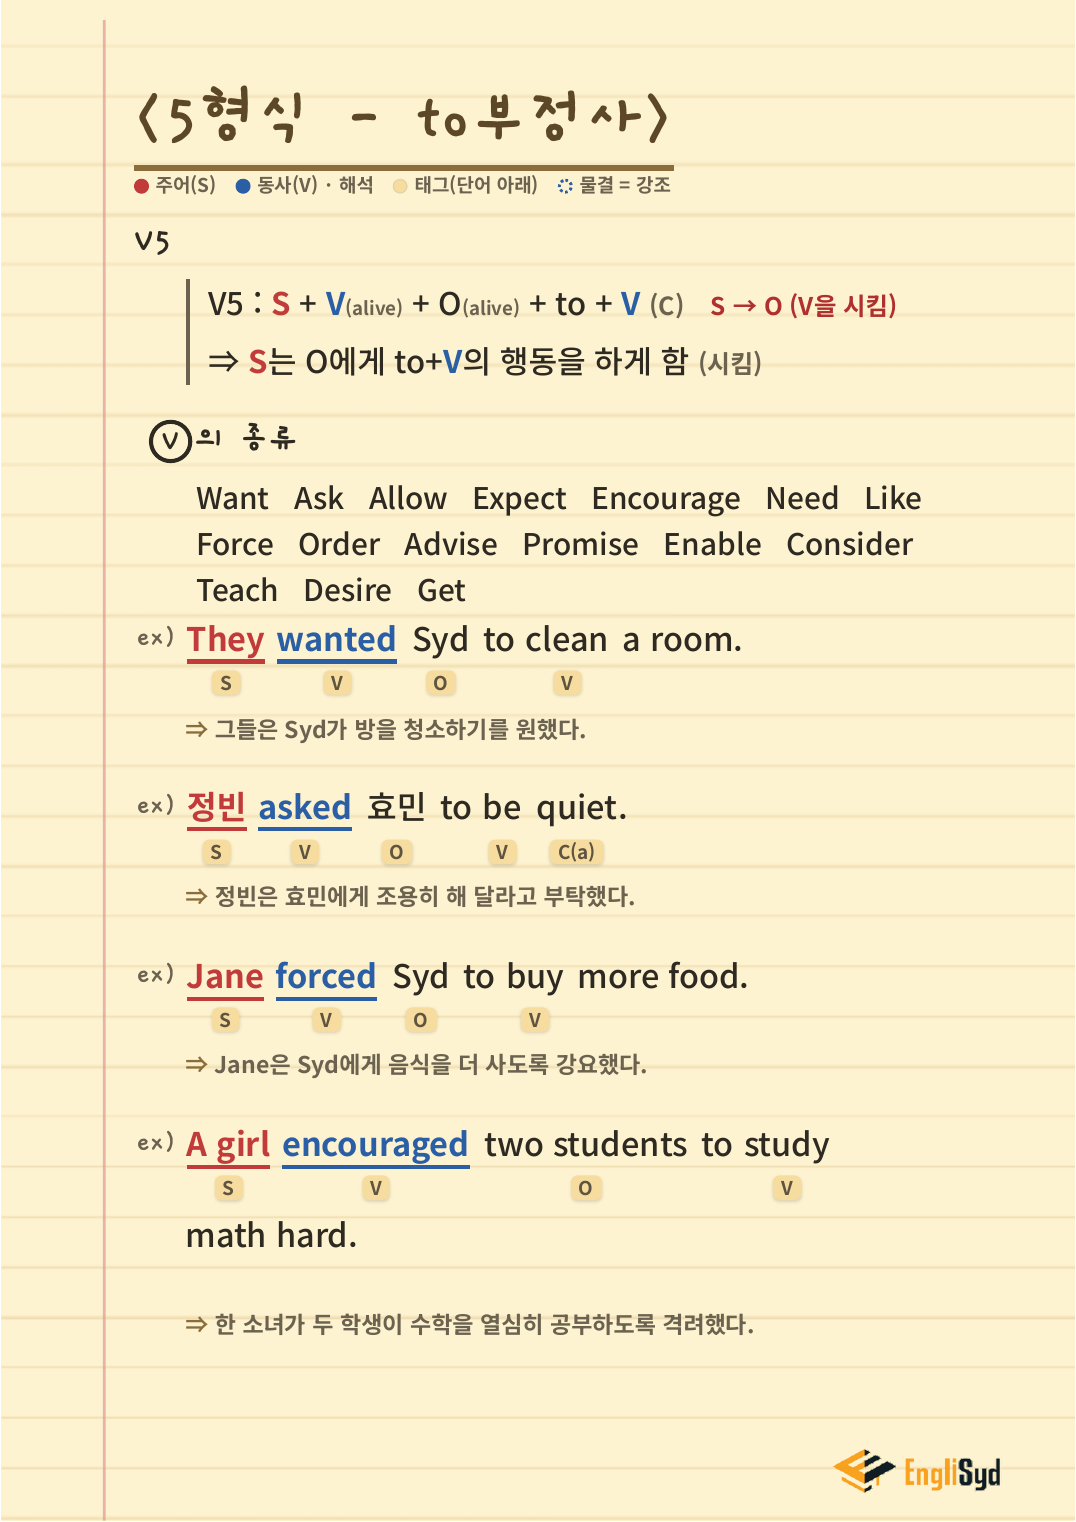 <5형식 - to부정사>
주어(S) 동사(V) · 해석 태그(단어 아래) 물결 = 강조
V5
V5 : S + V(alive) + O(alive) + to + V (C) S → O (V을 시킴)
⇒ S는 O에게 to+V의 행동을 하게 함 (시킴)
V의 종류
Want Ask Allow Expect Encourage Need Like
Force Order Advise Promise Enable Consider
Teach Desire Get
ex) They wanted Syd to clean a room.
S V O V
⇒ 그들은 Syd가 방을 청소하기를 원했다.
ex) 정빈 asked 효민 to be quiet.
S V O V C(a)
⇒ 정빈은 효민에게 조용히 해 달라고 부탁했다.
ex) Jane forced Syd to buy more food.
S V O V
⇒ Jane은 Syd에게 음식을 더 사도록 강요했다.
ex) A girl encouraged two students to study
S V O V
math hard.
⇒ 한 소녀가 두 학생이 수학을 열심히 공부하도록 격려했다.
EngliSyd